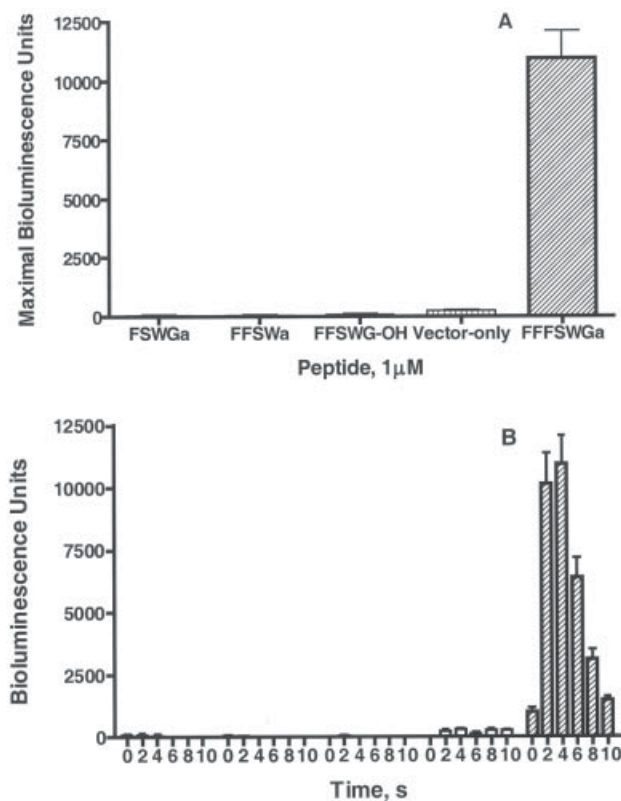 A
Maximal Bioluminescence Units
12500
10000
7500
5000
2500
0
FSWGa FFSWa FFSWG-OH Vector-only FFFSWGa
Peptide, 1µM
B
Bioluminescence Units
12500
10000
7500
5000
2500
0
0 2 4 6 8 10 0 2 4 6 8 10 0 2 4 6 8 10 0 2 4 6 8 10 0 2 4 6 8 10
Time, s